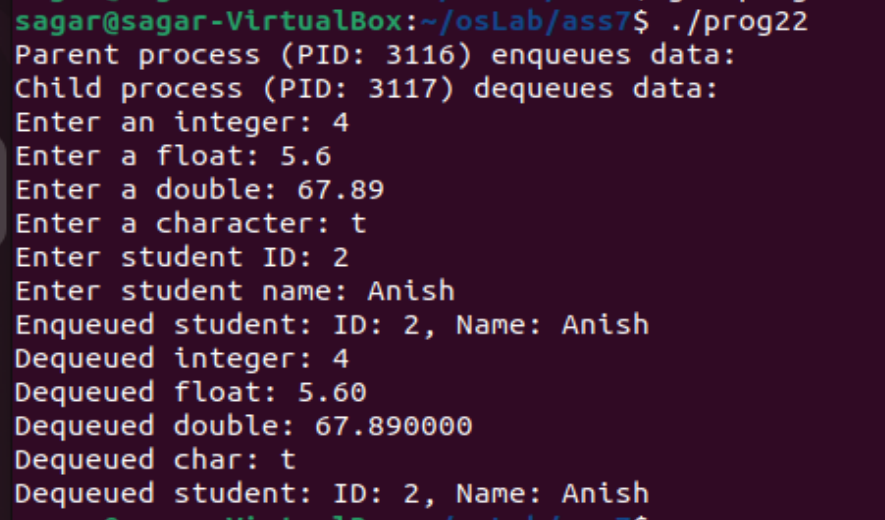 sagar@sagar-VirtualBox:~/osLab/ass7$ ./prog22
Parent process (PID: 3116) enqueues data:
Child process (PID: 3117) dequeues data:
Enter an integer: 4
Enter a float: 5.6
Enter a double: 67.89
Enter a character: t
Enter student ID: 2
Enter student name: Anish
Enqueued student: ID: 2, Name: Anish
Dequeued integer: 4
Dequeued float: 5.60
Dequeued double: 67.890000
Dequeued char: t
Dequeued student: ID: 2, Name: Anish